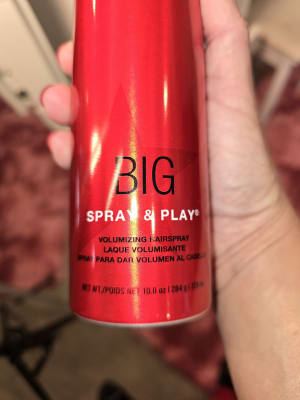 BIG
SPRAY & PLAY®
VOLUMIZING HAIRSPRAY
LAQUE VOLUMISANTE
SPRAY PARA DAR VOLUMEN AL CABELLO
NET WT./POIDS NET 10.0 oz (284 g)